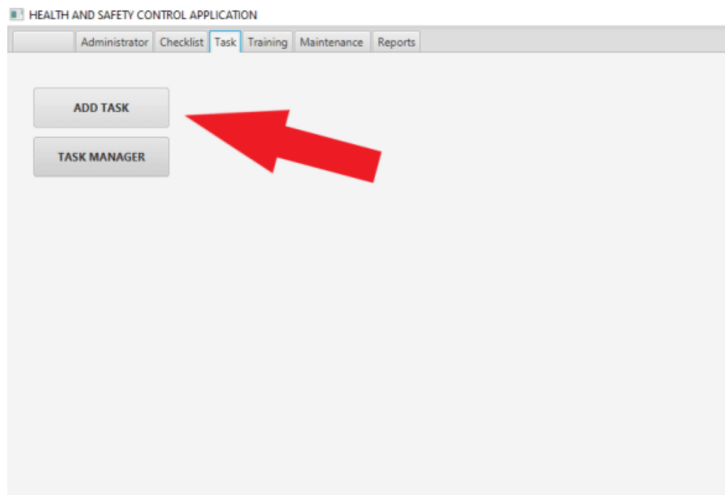 HEALTH AND SAFETY CONTROL APPLICATION
Administrator Checklist Task Training Maintenance Reports
ADD TASK
TASK MANAGER